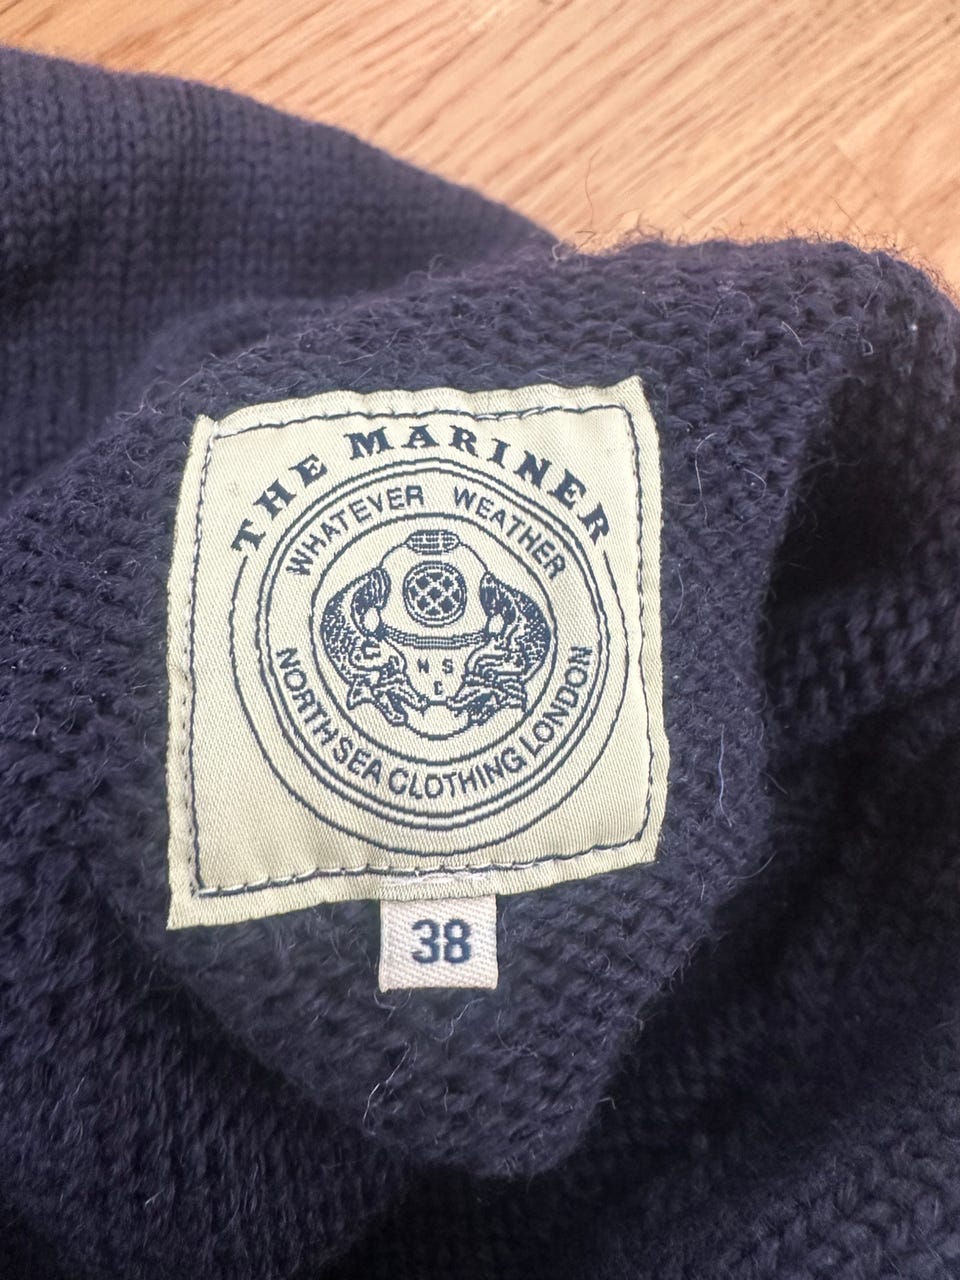 THE MARINER
WHATEVER WEATHER
N S
C
NORTH SEA CLOTHING LONDON
38